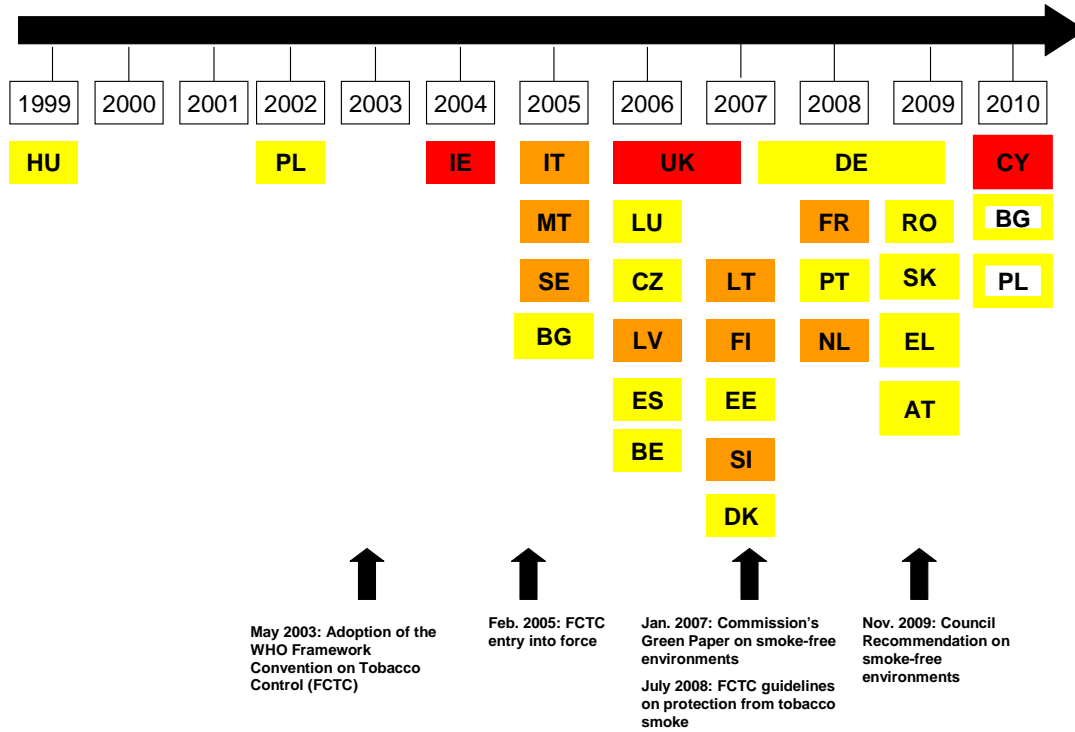 1999 2000 2001 2002 2003 2004 2005 2006 2007 2008 2009 2010
HU PL IE IT UK DE CY
MT LU FR RO BG
SE CZ LT PT SK PL
BG LV FI NL EL
ES EE AT
BE SI
DK
May 2003: Adoption of the
WHO Framework
Convention on Tobacco
Control (FCTC)
Feb. 2005: FCTC
entry into force
Jan. 2007: Commission's
Green Paper on smoke-free
environments
July 2008: FCTC guidelines
on protection from tobacco
smoke
Nov. 2009: Council
Recommendation on
smoke-free
environments